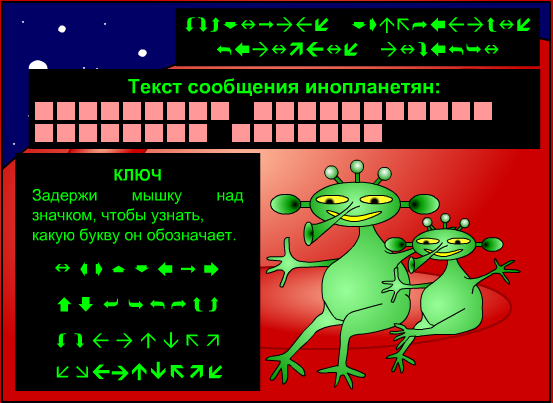 Текст сообщения инопланетян:
КЛЮЧ
Задержи мышку над
значком, чтобы узнать,
какую букву он обозначает.